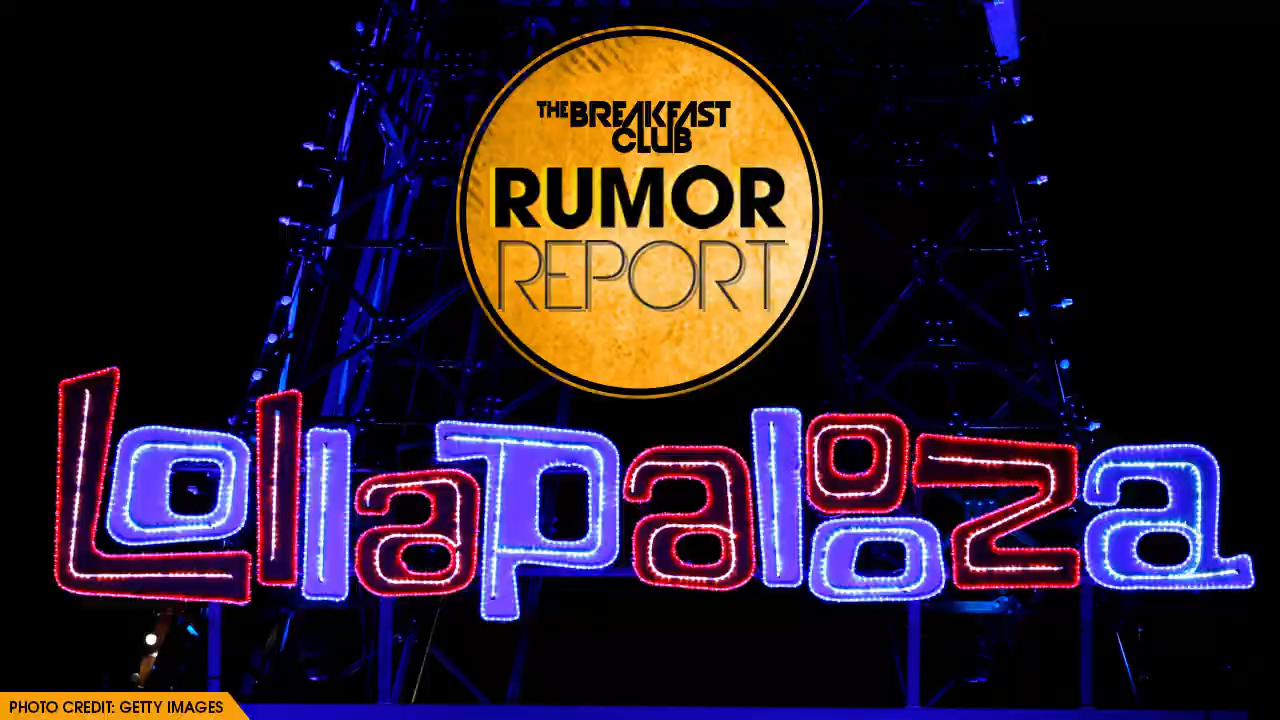 THE BREAKFAST
CLUB
RUMOR
REPORT
Lollapalooza
PHOTO CREDIT: GETTY IMAGES